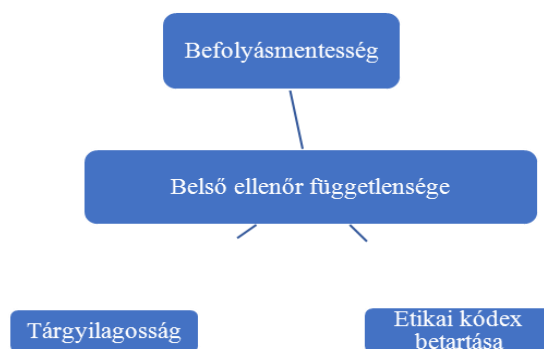 Befolyásmentesség
Belső ellenőr függetlensége
Tárgyilagosság
Etikai kódex
betartása